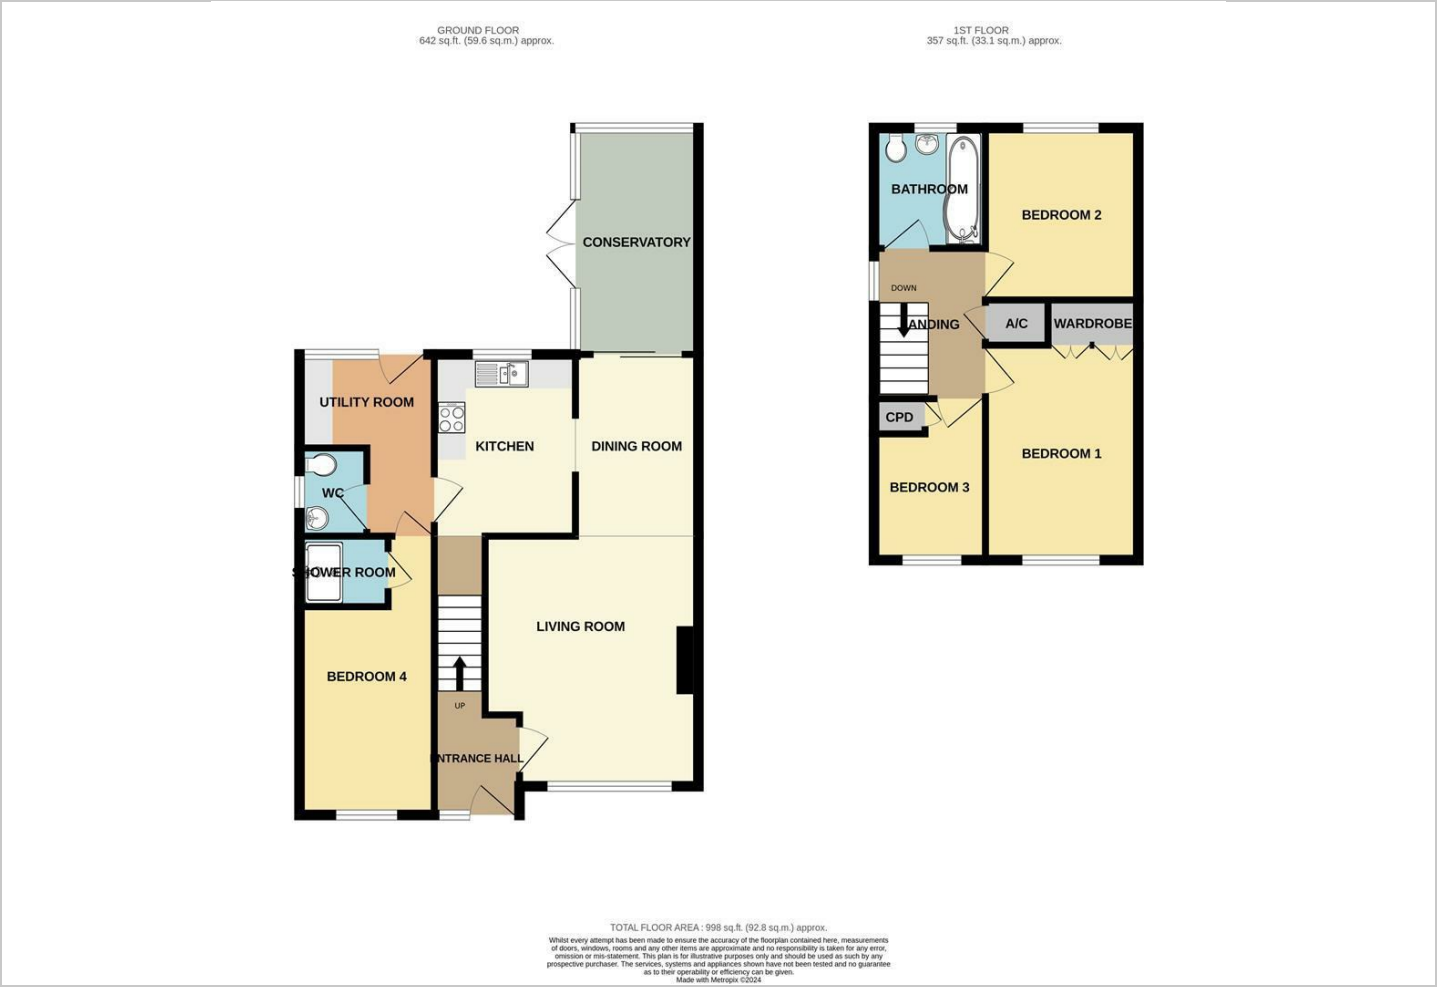 GROUND FLOOR
642 sq.ft. (59.6 sq.m.) approx.
1ST FLOOR
357 sq.ft. (33.1 sq.m.) approx.
CONSERVATORY
UTILITY ROOM
KITCHEN
DINING ROOM
WC
SHOWER ROOM
LIVING ROOM
BEDROOM 4
UP
ENTRANCE HALL
BATHROOM
BEDROOM 2
DOWN
LANDING
A/C
WARDROBE
CPD
BEDROOM 1
BEDROOM 3
TOTAL FLOOR AREA : 998 sq.ft. (92.8 sq.m.) approx.
Whilst every attempt has been made to ensure the accuracy of the floorplan contained here, measurements
of doors, windows, rooms and any other items are approximate and no responsibility is taken for any error,
omission or mis-statement. This plan is for illustrative purposes only and should be used as such by any
prospective purchaser. The services, systems and appliances shown have not been tested and no guarantee
as to their operability or efficiency can be given.
Made with Metropix ©2024